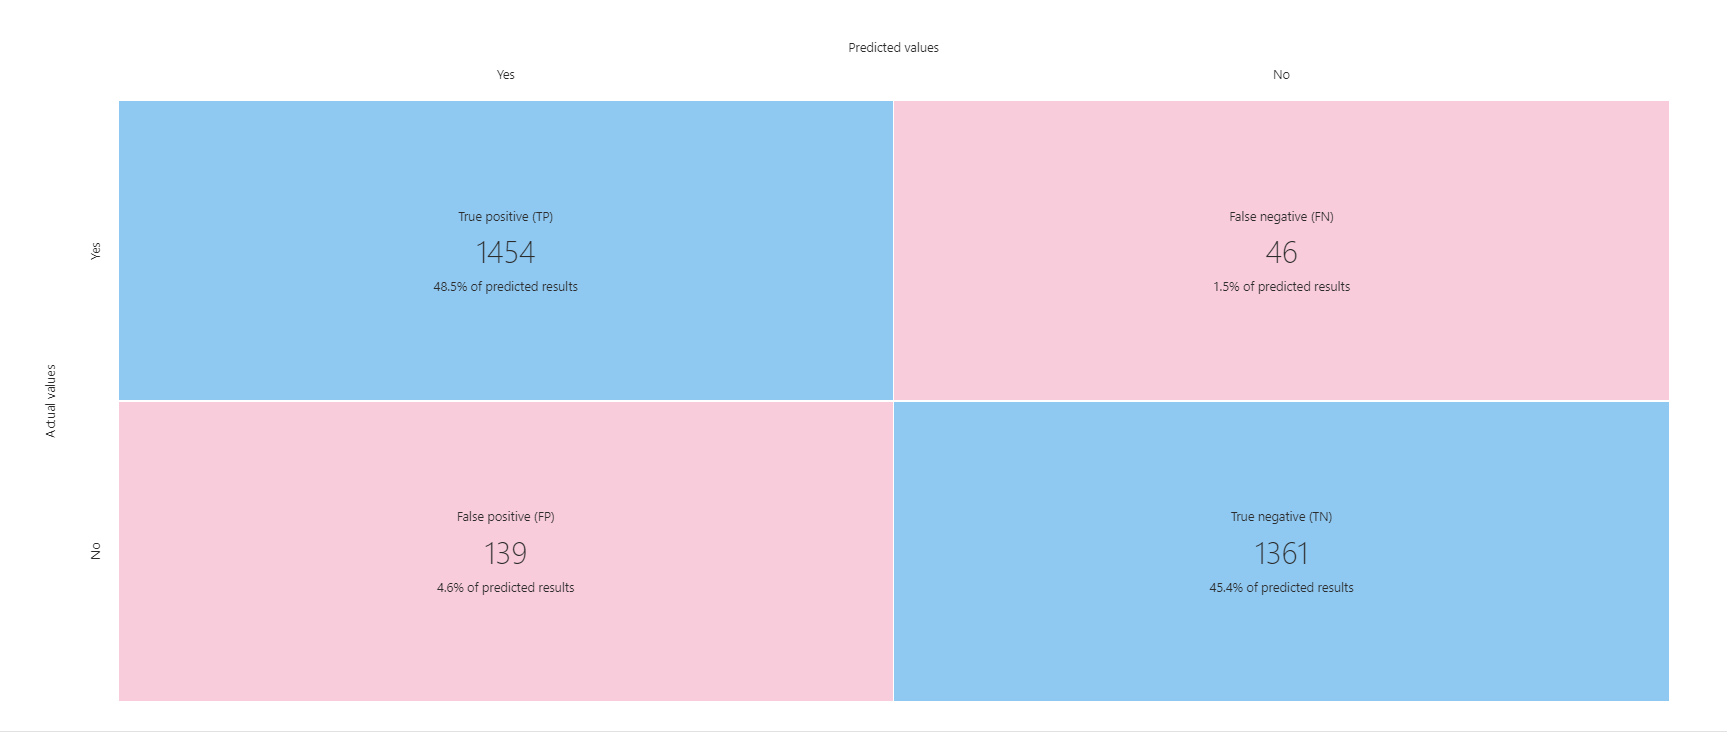 Predicted values
Yes
No
Actual values
Yes
True positive (TP)
1454
48.5% of predicted results
False negative (FN)
46
1.5% of predicted results
No
False positive (FP)
139
4.6% of predicted results
True negative (TN)
1361
45.4% of predicted results